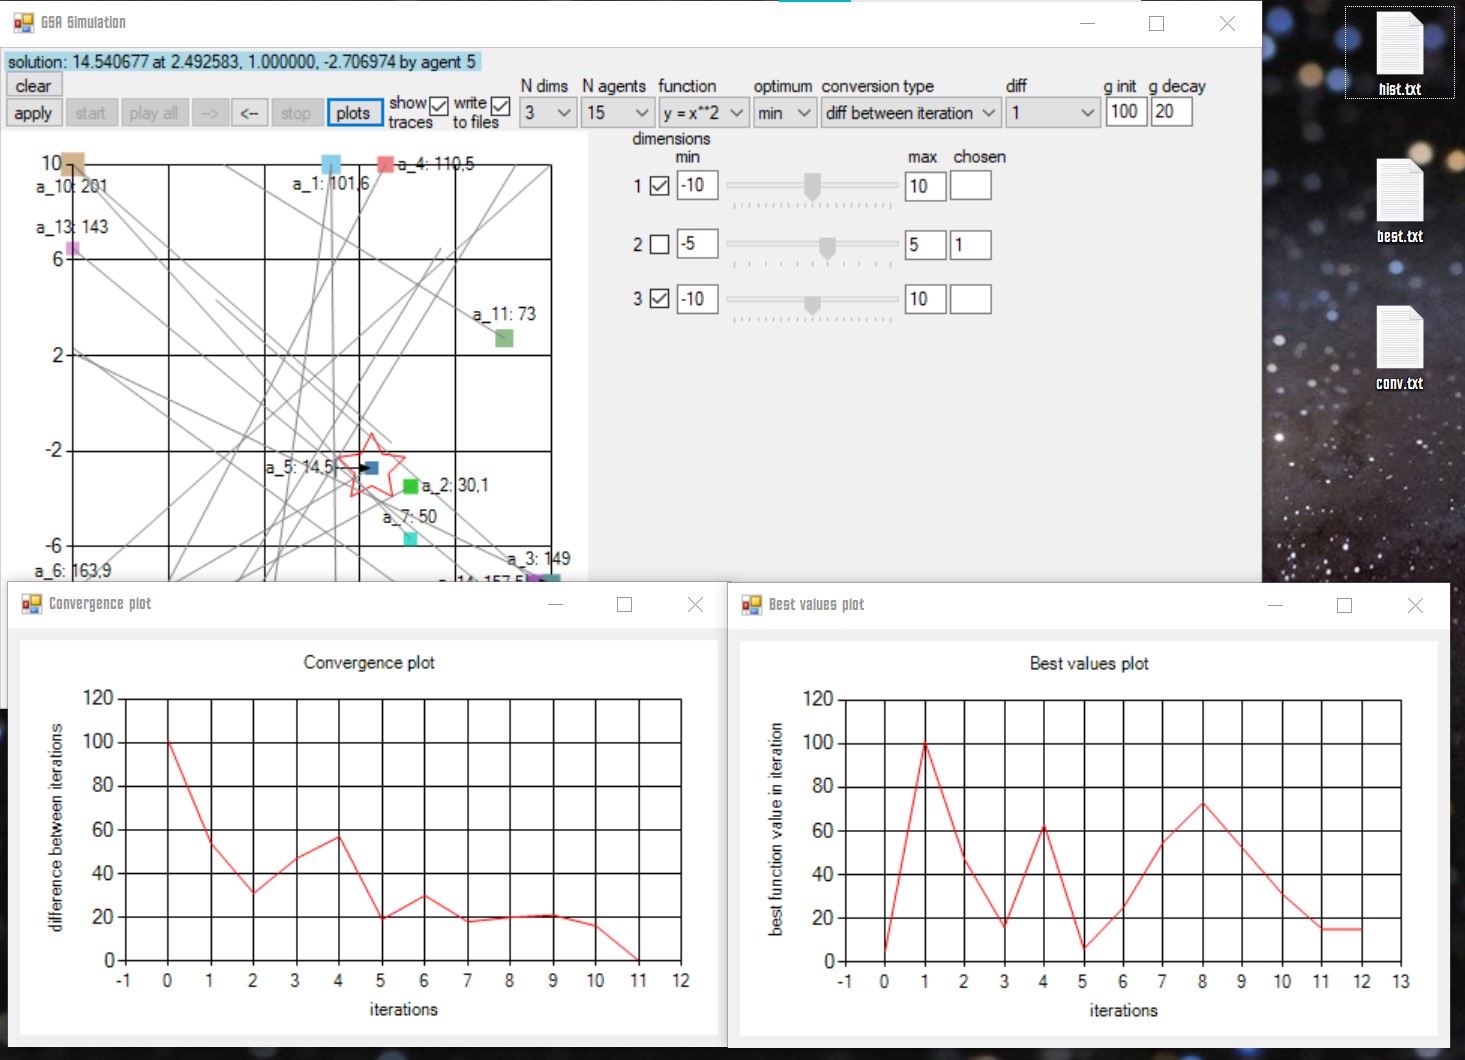 GSA Simulation
solution: 14.540677 at 2.492583, 1.000000, -2.706974 by agent 5
clear
N dims N agents function optimum conversion type diff g init g decay
apply start play all --> <-- stop plots show traces write to files 3 15 y = x**2 min diff between iteration 1 100 20
dimensions
min max chosen
1 -10 10
2 -5 5 1
3 -10 10
10
6
2
-2
-6
a_10: 201
a_1: 101,6
a_4: 110,5
a_13: 143
a_11: 73
a_5: 14,5
a_2: 30,1
a_7: 50
a_3: 149
a_6: 163,9
a_14: 157,5
hist.txt
best.txt
conv.txt
Convergence plot
Convergence plot
difference between iterations
120
100
80
60
40
20
0
-1 0 1 2 3 4 5 6 7 8 9 10 11 12
iterations
Best values plot
Best values plot
best function value in iteration
120
100
80
60
40
20
0
-1 0 1 2 3 4 5 6 7 8 9 10 11 12 13
iterations